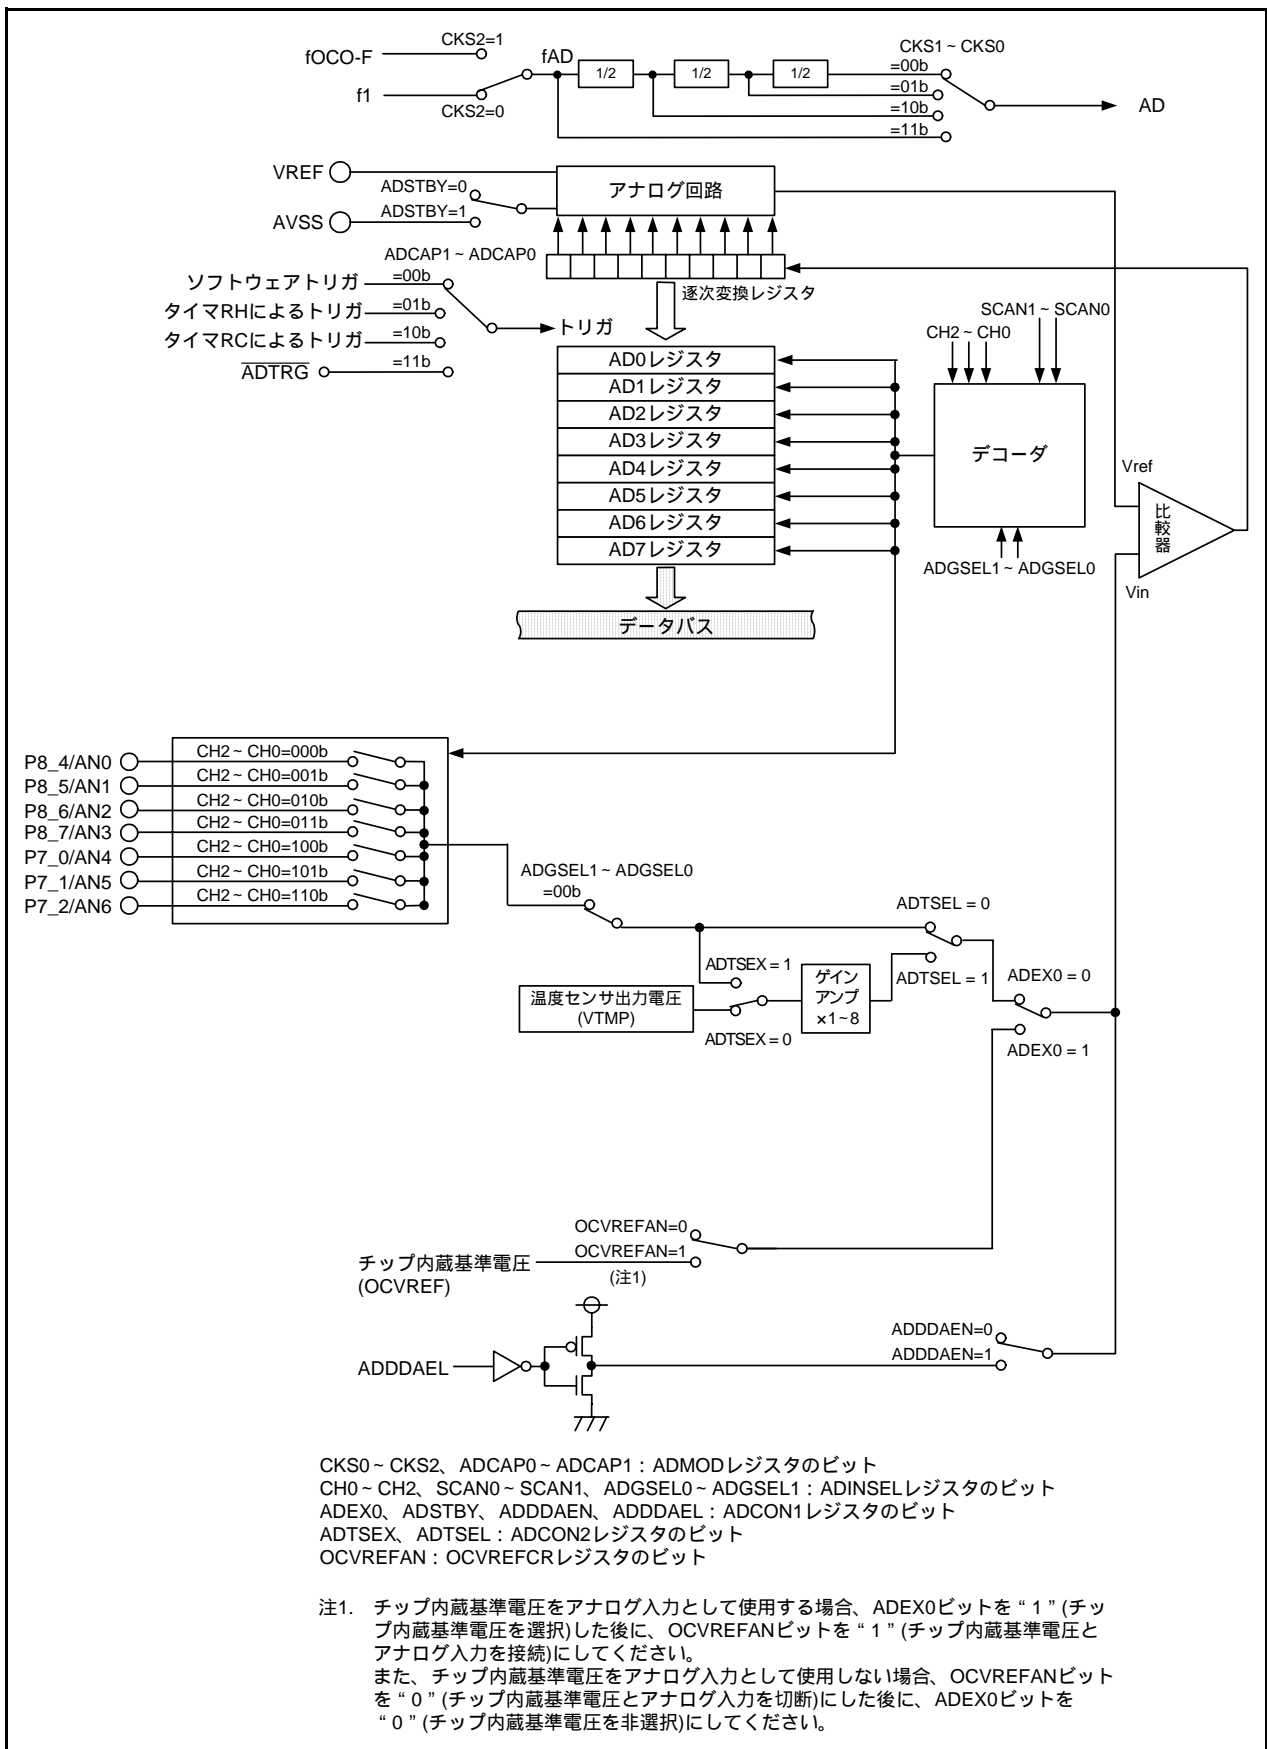 CKS2=1
fOCO-F
fAD
1/2
1/2
1/2
CKS1 ~ CKS0
=00b
=01b
=10b
=11b
AD
f1
CKS2=0
VREF
ADSTBY=0
アナログ回路
AVSS
ADSTBY=1
ADCAP1 ~ ADCAP0
ソフトウェアトリガ
=00b
タイマRHによるトリガ
=01b
タイマRCによるトリガ
=10b
ADTRG
=11b
トリガ
逐次変換レジスタ
AD0レジスタ
AD1レジスタ
AD2レジスタ
AD3レジスタ
AD4レジスタ
AD5レジスタ
AD6レジスタ
AD7レジスタ
データバス
SCAN1 ~ SCAN0
CH2 ~ CH0
デコーダ
ADGSEL1 ~ ADGSEL0
Vref
比較器
Vin
P8_4/AN0
CH2 ~ CH0=000b
P8_5/AN1
CH2 ~ CH0=001b
P8_6/AN2
CH2 ~ CH0=010b
P8_7/AN3
CH2 ~ CH0=011b
P7_0/AN4
CH2 ~ CH0=100b
P7_1/AN5
CH2 ~ CH0=101b
P7_2/AN6
CH2 ~ CH0=110b
ADGSEL1 ~ ADGSEL0
=00b
ADTSEL = 0
ADTSEX = 1
温度センサ出力電圧
(VTMP)
ADTSEX = 0
ゲイン
アンプ
×1~8
ADTSEL = 1
ADEX0 = 0
ADEX0 = 1
OCVREFAN=0
チップ内蔵基準電圧
(OCVREF)
OCVREFAN=1
(注1)
ADDDAEL
ADDDAEN=0
ADDDAEN=1
CKS0 ~ CKS2、ADCAP0 ~ ADCAP1 : ADMODレジスタのビット
CH0 ~ CH2、SCAN0 ~ SCAN1、ADGSEL0 ~ ADGSEL1 : ADINSELレジスタのビット
ADEX0、ADSTBY、ADDDAEN、ADDDAEL : ADCON1レジスタのビット
ADTSEX、ADTSEL : ADCON2レジスタのビット
OCVREFAN : OCVREFCRレジスタのビット
注1. チップ内蔵基準電圧をアナログ入力として使用する場合、ADEX0ビットを “ 1 ” (チッ
プ内蔵基準電圧を選択)した後に、OCVREFANビットを “ 1 ” (チップ内蔵基準電圧と
アナログ入力を接続)にしてください。
また、チップ内蔵基準電圧をアナログ入力として使用しない場合、OCVREFANビット
を “ 0 ” (チップ内蔵基準電圧とアナログ入力を切断)にした後に、ADEX0ビットを
“ 0 ” (チップ内蔵基準電圧を非選択)にしてください。